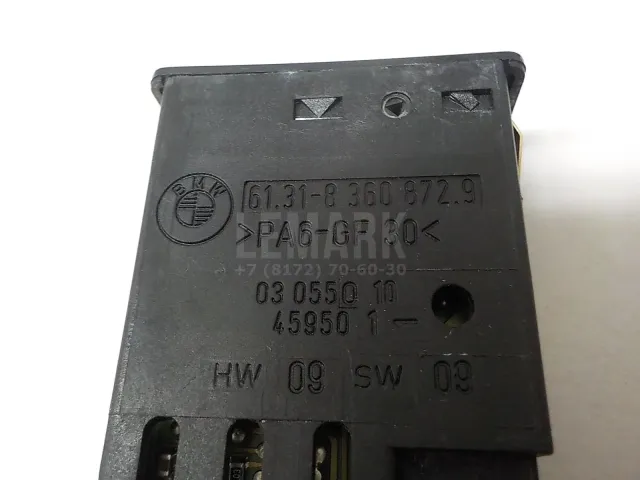 BMW
61.31-8 360 872.9
>PA6-GF 30<
LEMARK
+7 (8172) 70-60-30
03 0550 10
45950 1 -
HW 09 SW 09